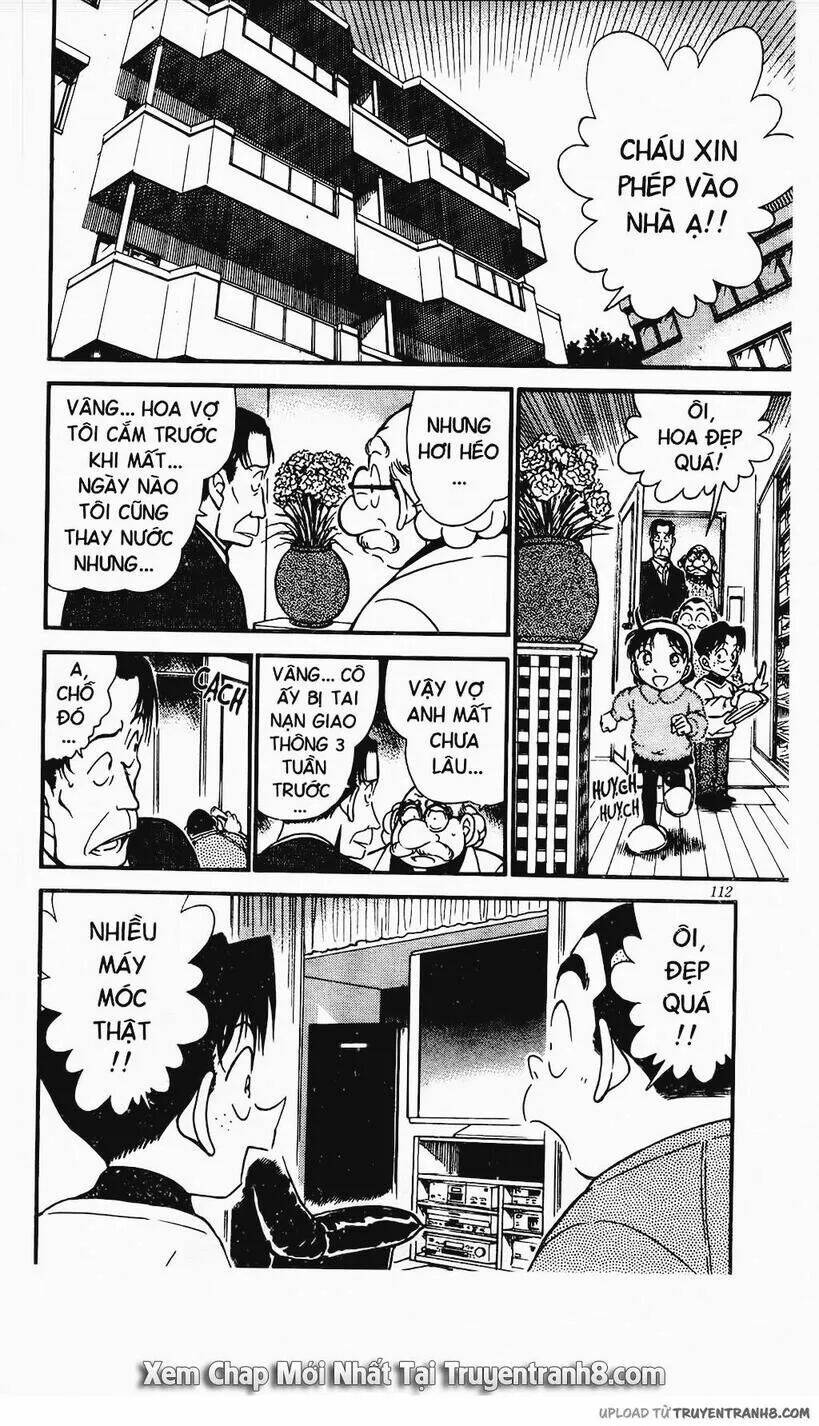 CHÁU XIN
PHÉP VÀO
NHÀ Ạ!!
ÔI,
HOA ĐẸP
QUÁ!
HUỴCH
HUỴCH
NHƯNG
HƠI HÉO
...
VÂNG... HOA VỢ
TÔI CẮM TRƯỚC
KHI MẤT...
NGÀY NÀO
TÔI CŨNG
THAY NƯỚC
NHƯNG...
VẬY VỢ
ANH MẤT
CHƯA
LÂU...
VÂNG... CÔ
ẤY BỊ TAI
NẠN GIAO
THÔNG 3
TUẦN
TRƯỚC
...
CẠCH
A,
CHỖ
ĐÓ
...
112
ÔI,
ĐẸP
QUÁ
!!
NHIỀU
MÁY
MÓC
THẬT
!!
Xem Chap Mới Nhất Tại Truyentranh8.com
UPLOAD TỪ TRUYENTRANH8.COM